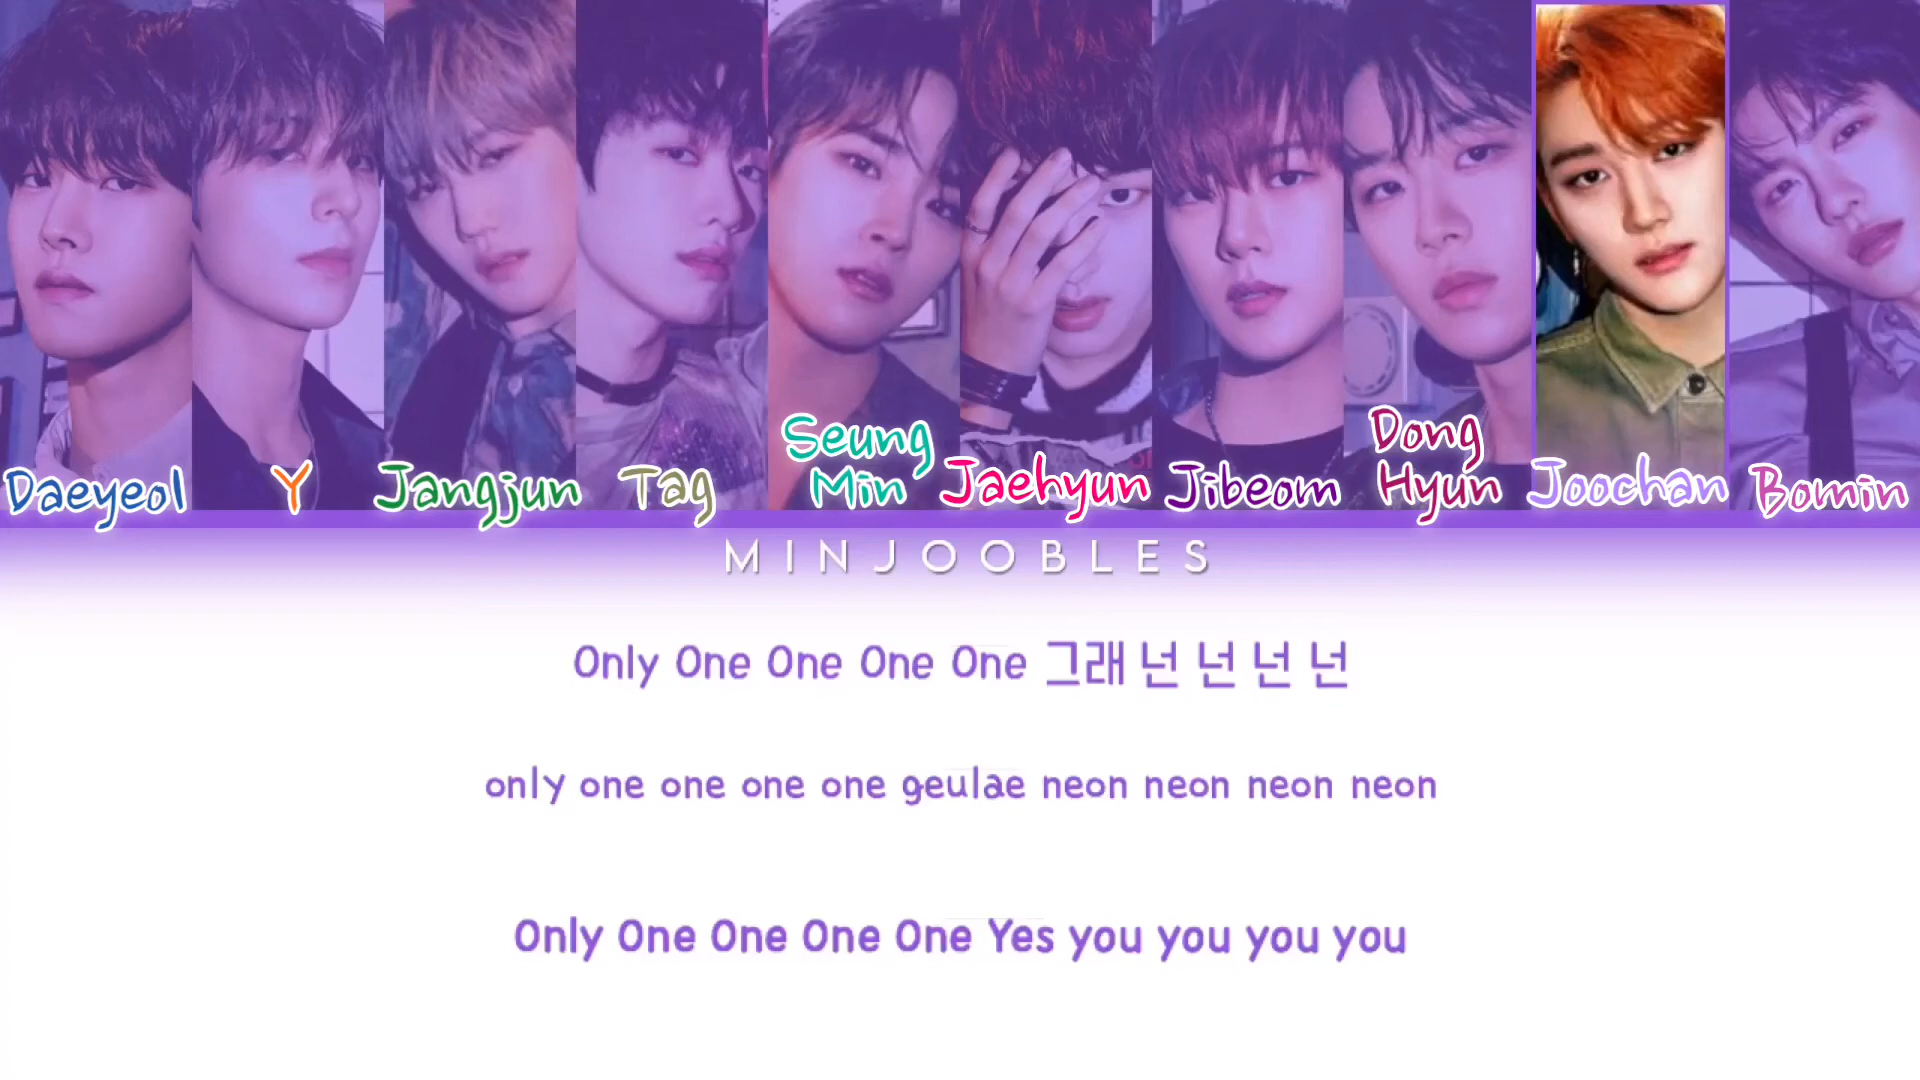 Daeyeol Y Jangjun Tag Seung Min Jaehyun Jibeom Dong Hyun Joochan Bomin
MINJOOBLES
Only One One One One 그래 넌 넌 넌 넌
only one one one one geulae neon neon neon neon
Only One One One One Yes you you you you